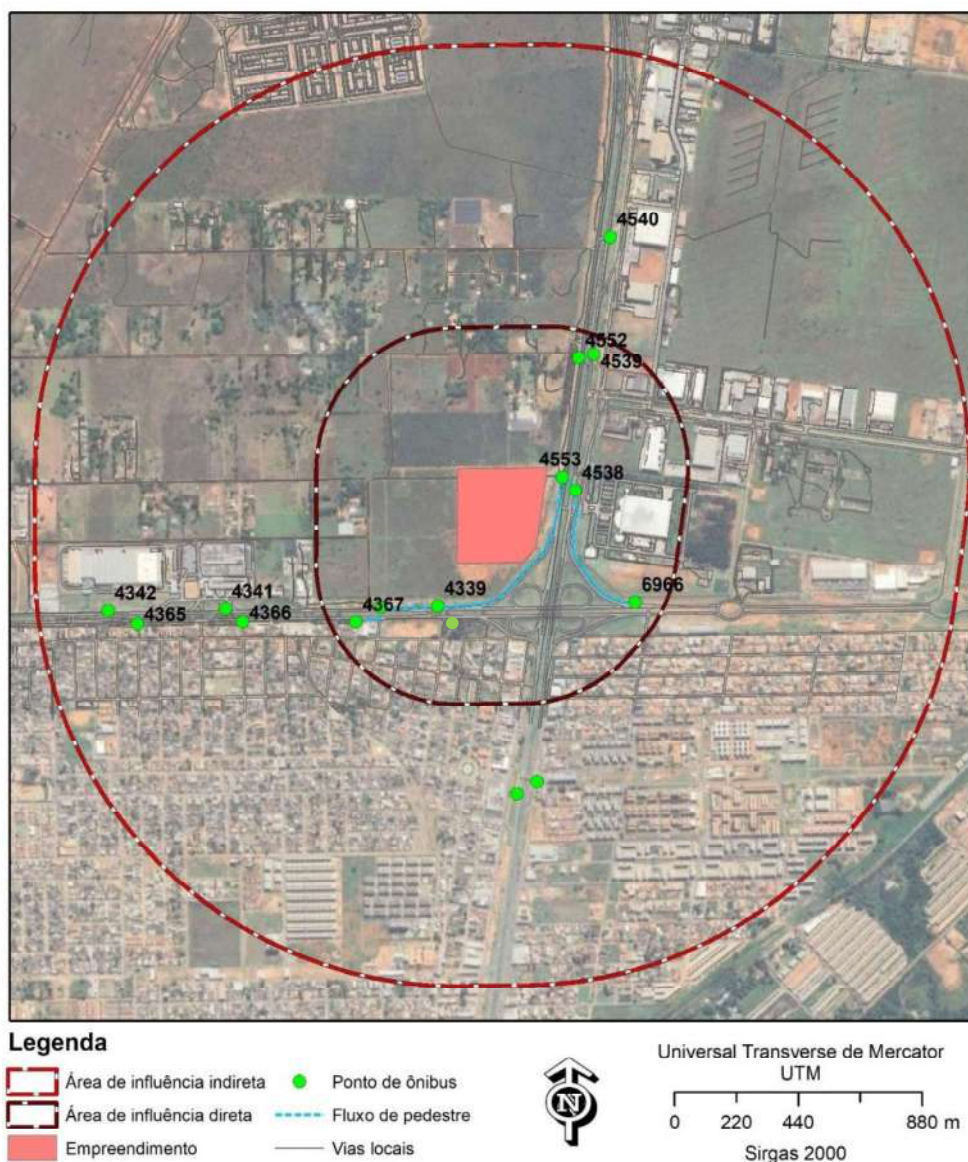 4540
4552
4539
4553
4538
4342
4341
4339
6966
4365
4366
4367
Legenda
Área de influência indireta
Ponto de ônibus
Área de influência direta
Fluxo de pedestre
Empreendimento
Vias locais
N
Universal Transverse de Mercator
UTM
0 220 440 880 m
Sirgas 2000